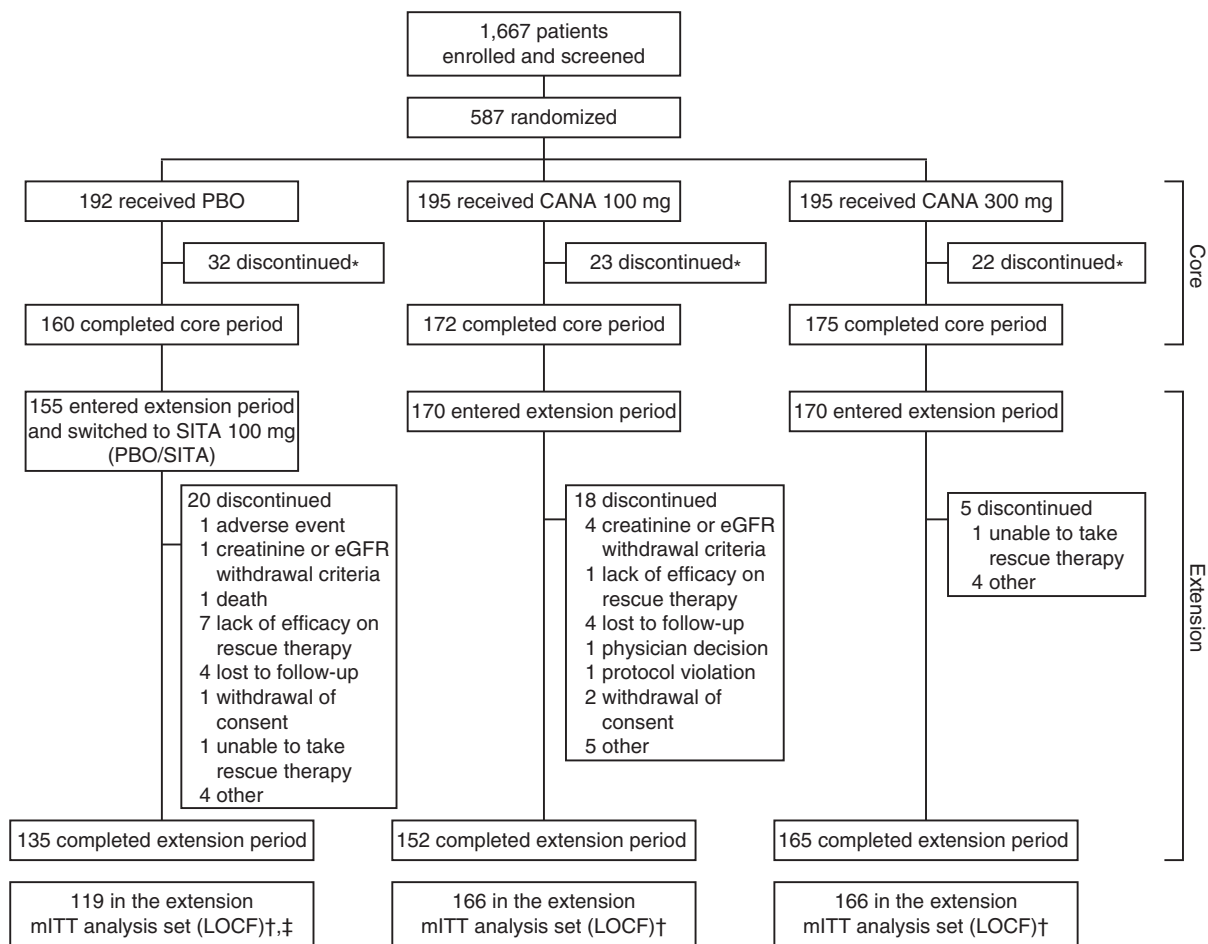 1,667 patients
enrolled and screened
587 randomized
192 received PBO
195 received CANA 100 mg
195 received CANA 300 mg
32 discontinued*
23 discontinued*
22 discontinued*
Core
160 completed core period
172 completed core period
175 completed core period
155 entered extension period
and switched to SITA 100 mg
(PBO/SITA)
170 entered extension period
170 entered extension period
20 discontinued
1 adverse event
1 creatinine or eGFR
withdrawal criteria
1 death
7 lack of efficacy on
rescue therapy
4 lost to follow-up
1 withdrawal of
consent
1 unable to take
rescue therapy
4 other
18 discontinued
4 creatinine or eGFR
withdrawal criteria
1 lack of efficacy on
rescue therapy
4 lost to follow-up
1 physician decision
1 protocol violation
2 withdrawal of
consent
5 other
5 discontinued
1 unable to take
rescue therapy
4 other
Extension
135 completed extension period
152 completed extension period
165 completed extension period
119 in the extension
mITT analysis set (LOCF)†,‡
166 in the extension
mITT analysis set (LOCF)†
166 in the extension
mITT analysis set (LOCF)†